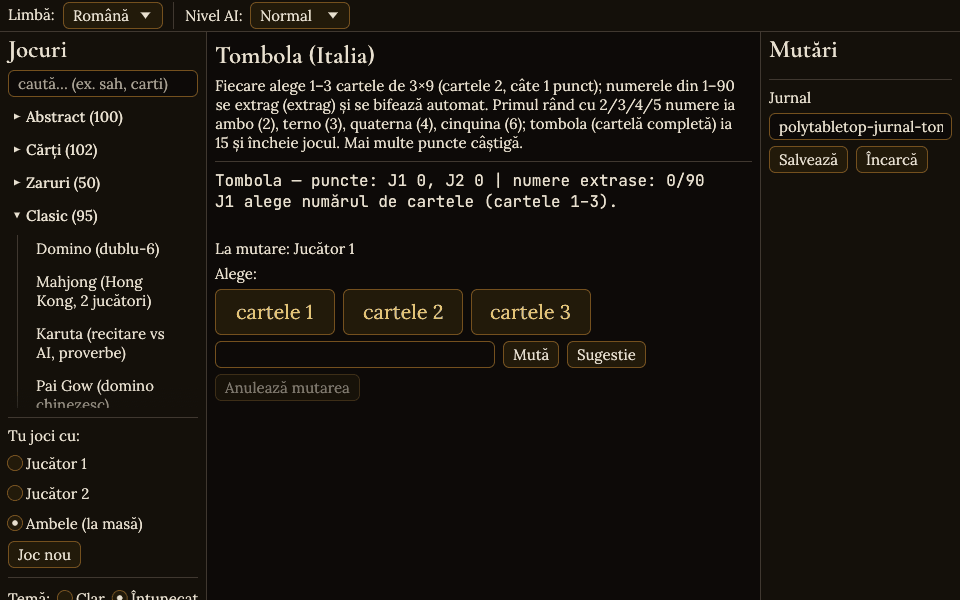 Limbă: Română ▼ Nivel AI: Normal ▼
Jocuri
caută... (ex. sah, carti)
▸ Abstract (100)
▸ Cărți (102)
▸ Zaruri (50)
▾ Clasic (95)
Domino (dublu-6)
Mahjong (Hong
Kong, 2 jucători)
Karuta (recitare vs
AI, proverbe)
Pai Gow (domino
chinezesc)
Tu joci cu:
Jucător 1
Jucător 2
Ambele (la masă)
Joc nou
Temă: Clar Întunecat
Tombola (Italia)
Fiecare alege 1–3 cartele de 3×9 (cartele 2, câte 1 punct); numerele din 1–90
se extrag (extrag) și se bifează automat. Primul rând cu 2/3/4/5 numere ia
ambo (2), terno (3), quaterna (4), cinquina (6); tombola (cartelă completă) ia
15 și încheie jocul. Mai multe puncte câștigă.
Tombola — puncte: J1 0, J2 0 | numere extrase: 0/90
J1 alege numărul de cartele (cartele 1–3).
La mutare: Jucător 1
Alege:
cartele 1 cartele 2 cartele 3
Mută Sugestie
Anulează mutarea
Mutări
Jurnal
polytabletop-jurnal-ton
Salvează Încarcă